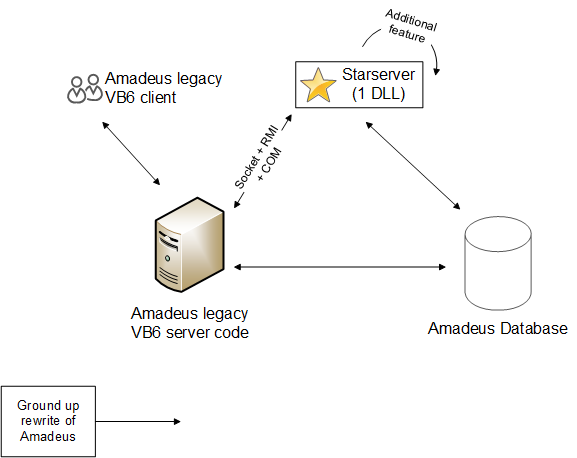 Additional
feature
Amadeus legacy
VB6 client
Starserver
(1 DLL)
Socket + RMI
+ COM
Amadeus legacy
VB6 server code
Amadeus Database
Ground up
rewrite of
Amadeus